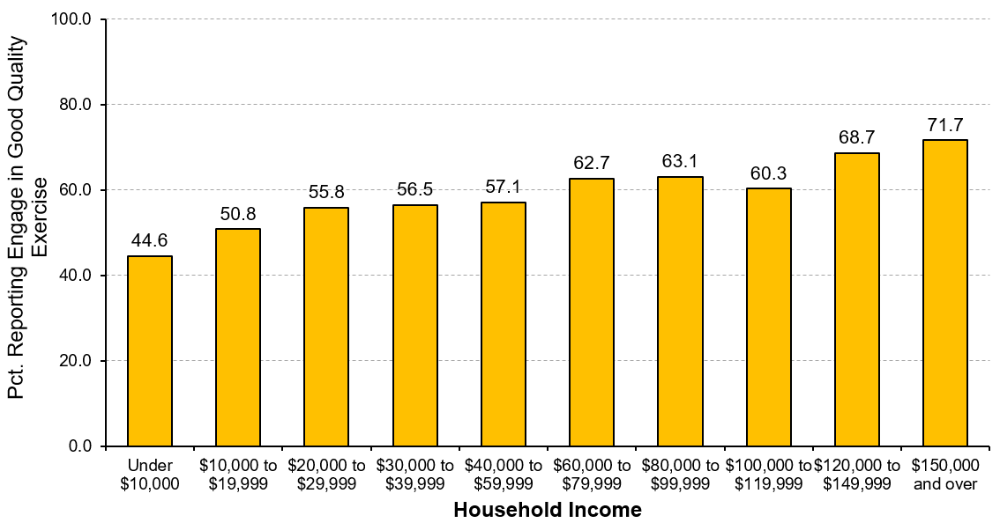 100.0
80.0
60.0
40.0
20.0
0.0
Pct. Reporting Engage in Good Quality
Exercise
44.6
50.8
55.8
56.5
57.1
62.7
63.1
60.3
68.7
71.7
Under
$10,000
$10,000 to
$19,999
$20,000 to
$29,999
$30,000 to
$39,999
$40,000 to
$59,999
$60,000 to
$79,999
$80,000 to
$99,999
$100,000 to
$119,999
$120,000 to
$149,999
$150,000
and over
Household Income